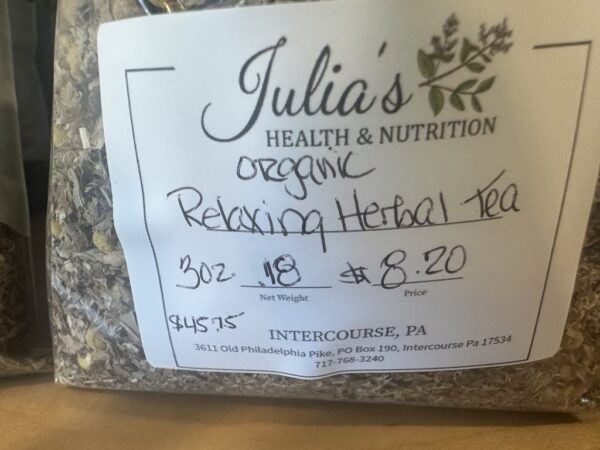 Julia's
HEALTH & NUTRITION
organic
Relaxing Herbal Tea
3oz. .18 $ 8.20
Net Weight Price
$45.75
INTERCOURSE, PA
3611 Old Philadelphia Pike, PO Box 190, Intercourse Pa 17534
717-768-3240